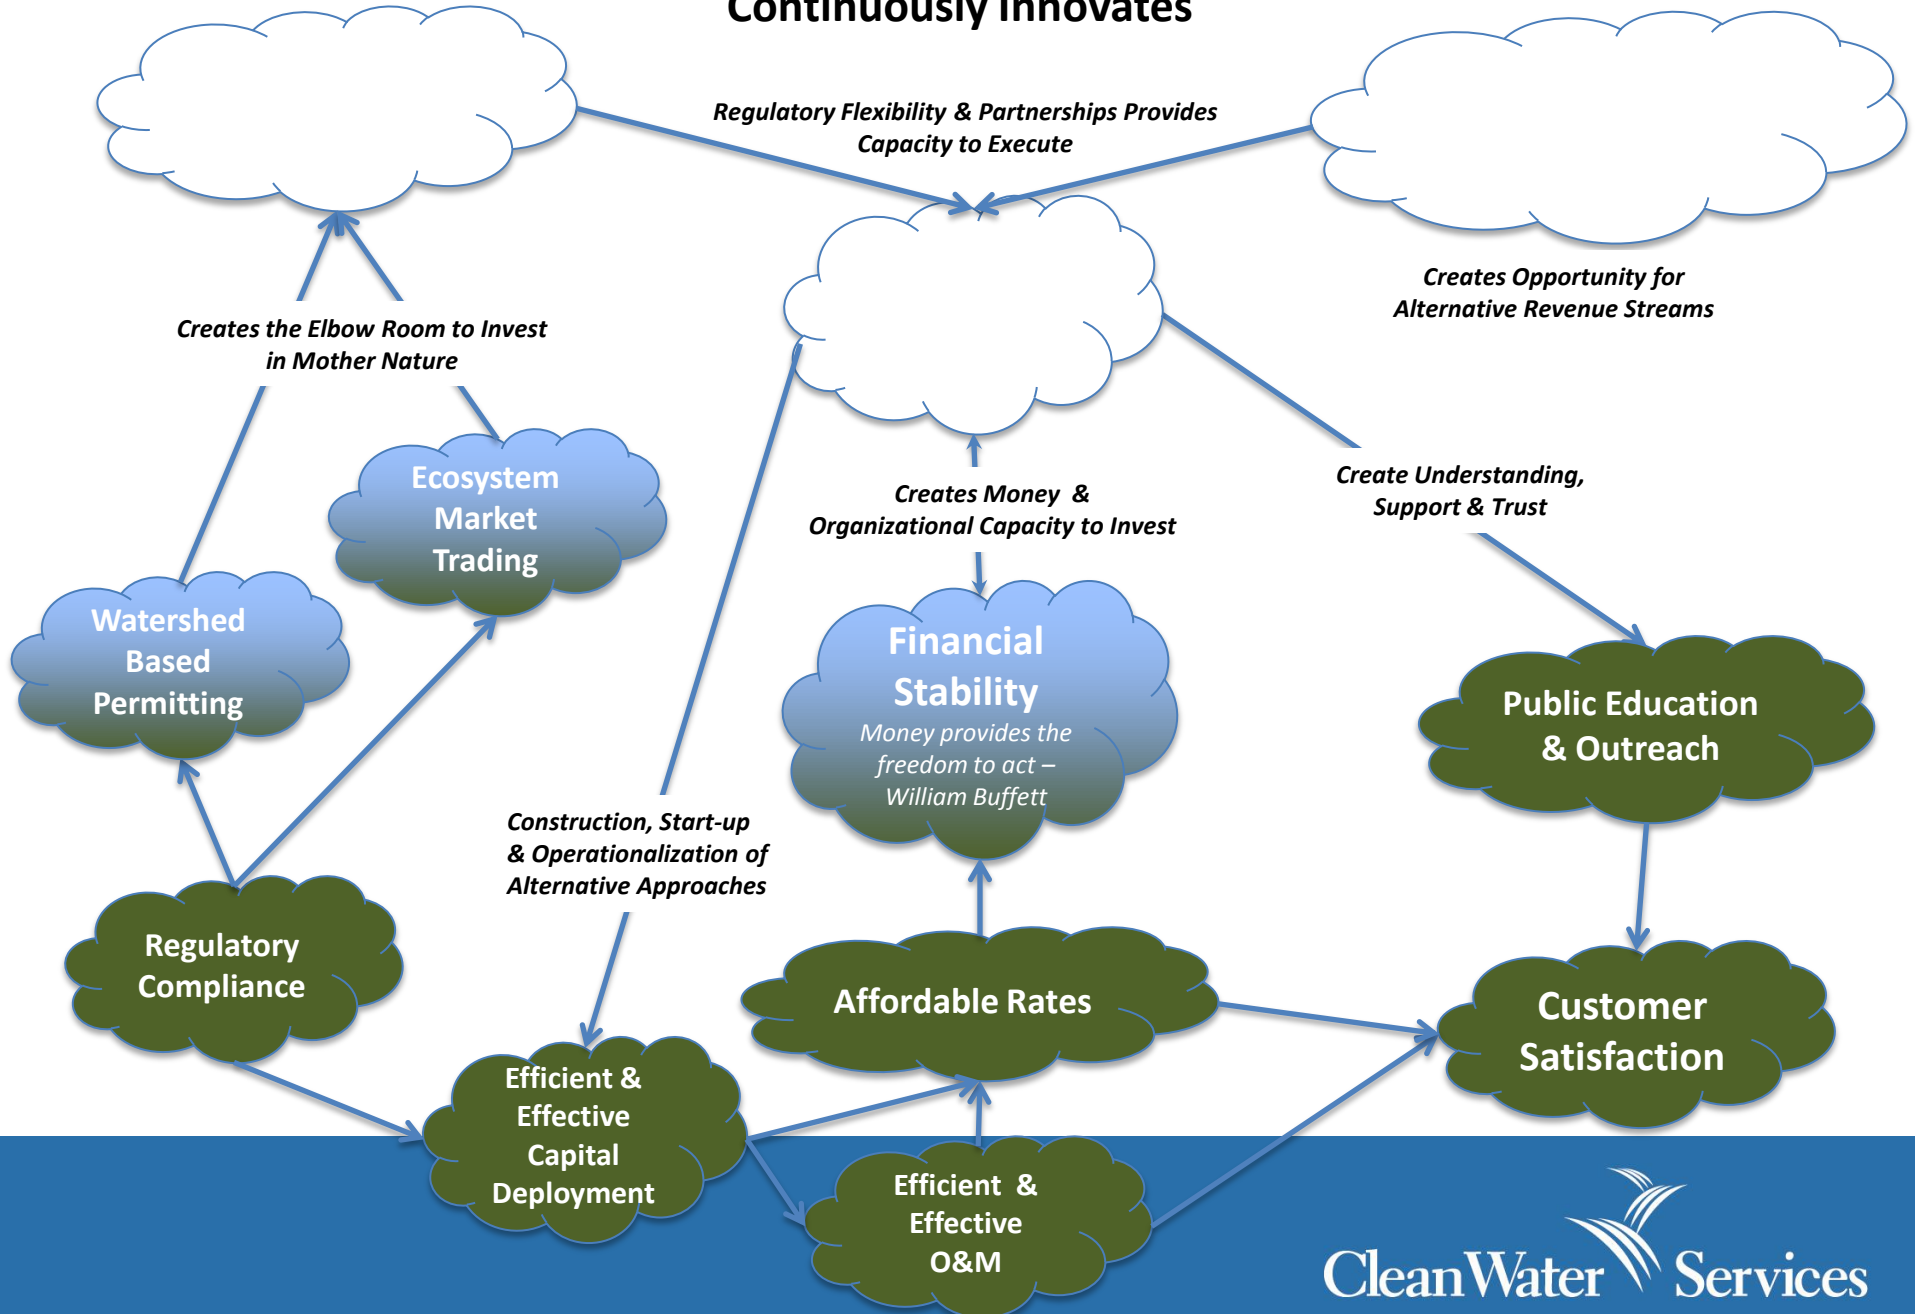 Continuously Innovates
Regulatory Flexibility & Partnerships Provides
Capacity to Execute
Creates Opportunity for
Alternative Revenue Streams
Creates the Elbow Room to Invest
in Mother Nature
Ecosystem
Market
Trading
Creates Money &
Organizational Capacity to Invest
Create Understanding,
Support & Trust
Watershed
Based
Permitting
Financial
Stability
Money provides the
freedom to act –
William Buffett
Public Education
& Outreach
Construction, Start-up
& Operationalization of
Alternative Approaches
Regulatory
Compliance
Affordable Rates
Customer
Satisfaction
Efficient &
Effective
Capital
Deployment
Efficient &
Effective
O&M
CleanWater Services